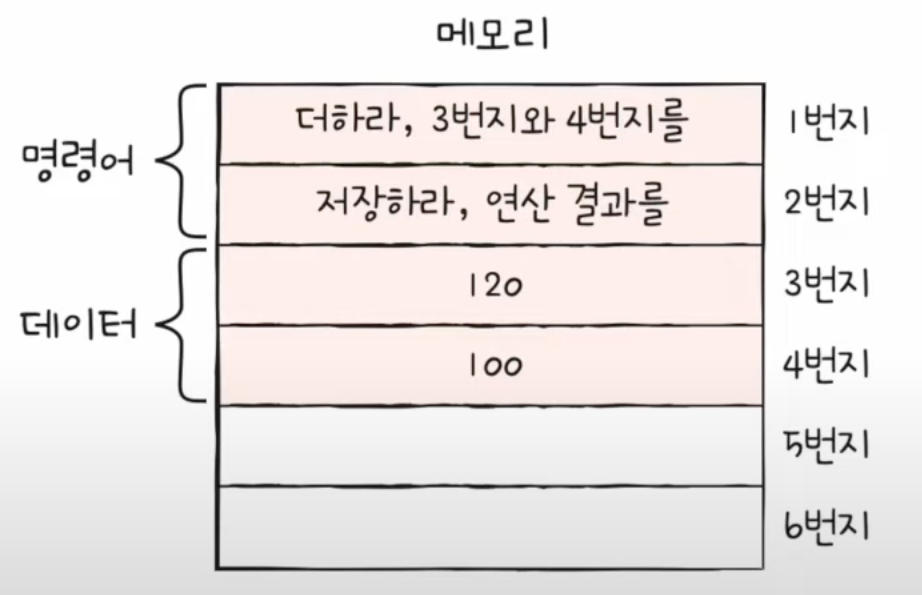 메모리
명령어
더하라, 3번지와 4번지를
1번지
저장하라, 연산 결과를
2번지
데이터
120
3번지
100
4번지
5번지
6번지